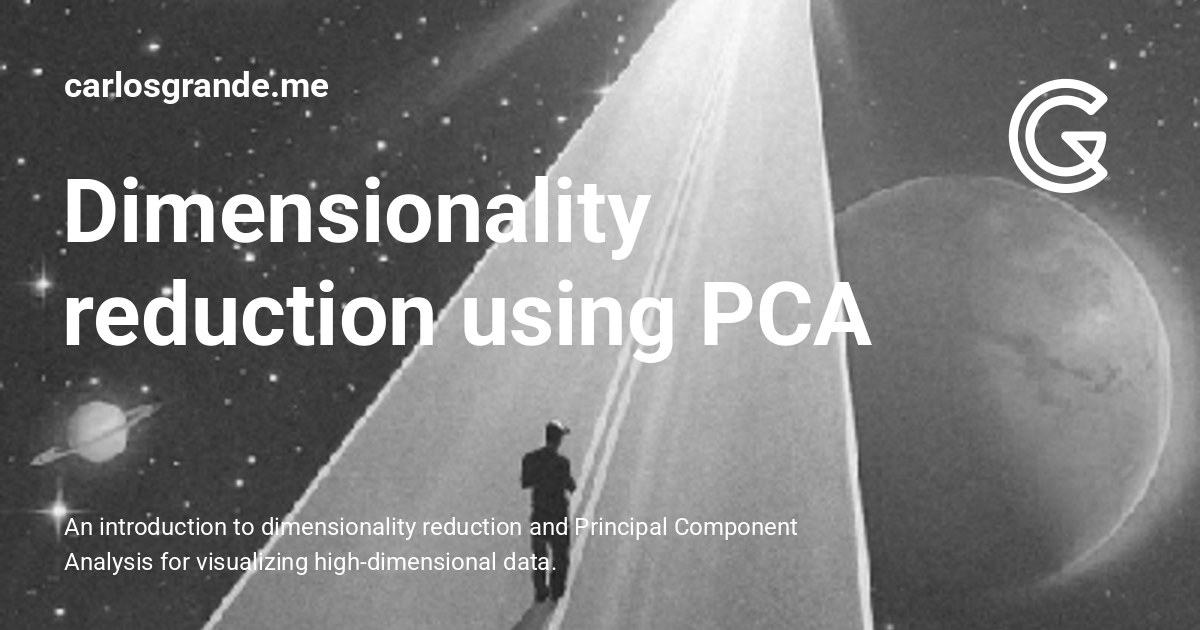 carlosgrande.me
Dimensionality
reduction using PCA
An introduction to dimensionality reduction and Principal Component
Analysis for visualizing high-dimensional data.